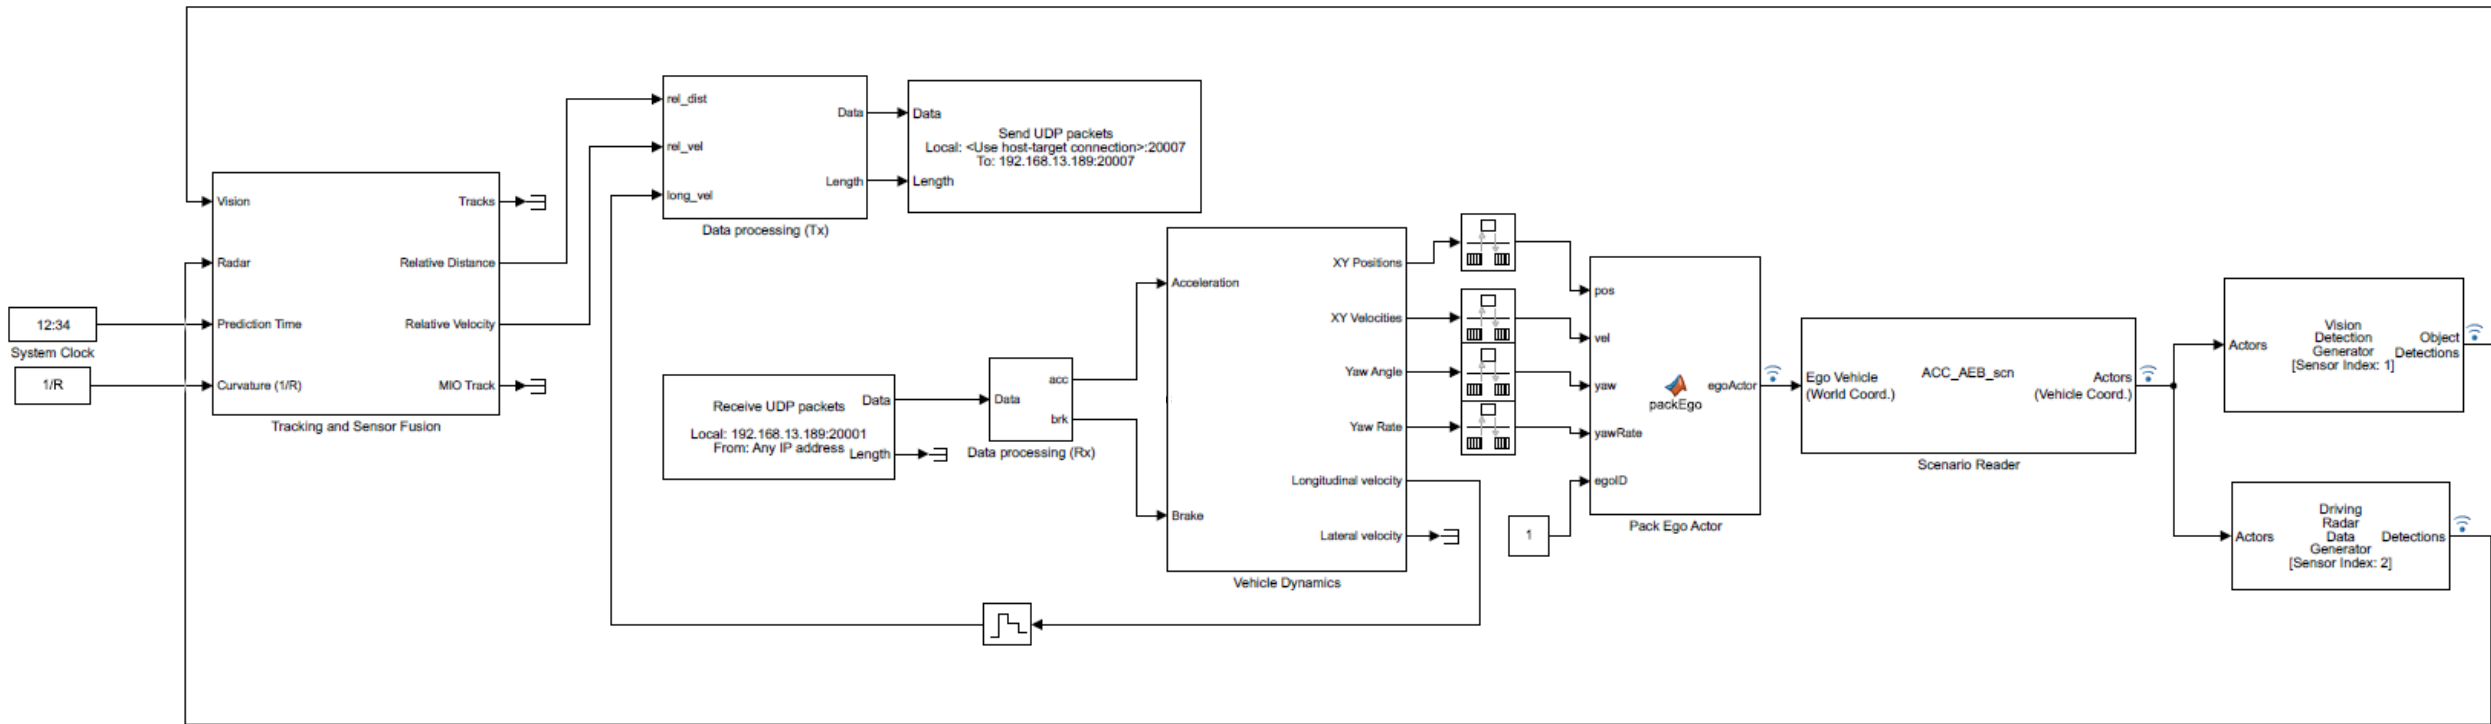 Vision
Radar
Prediction Time
Curvature (1/R)
Tracks
Relative Distance
Relative Velocity
MIO Track
Tracking and Sensor Fusion
12:34
System Clock
1/R
rel_dist
rel_vel
long_vel
Data
Length
Data processing (Tx)
Data
Length
Send UDP packets
Local: <Use host-target connection>:20007
To: 192.168.13.189:20007
Receive UDP packets
Local: 192.168.13.189:20001
From: Any IP address
Data
Length
Data
acc
brk
Data processing (Rx)
Acceleration
Brake
XY Positions
XY Velocities
Yaw Angle
Yaw Rate
Longitudinal velocity
Lateral velocity
Vehicle Dynamics
1
pos
vel
yaw
yawRate
egoID
packEgo
egoActor
Pack Ego Actor
Ego Vehicle
(World Coord.)
ACC_AEB_scn
Actors
(Vehicle Coord.)
Scenario Reader
Actors
Vision
Detection
Generator
[Sensor Index: 1]
Object
Detections
Actors
Driving
Radar
Data
Generator
[Sensor Index: 2]
Detections